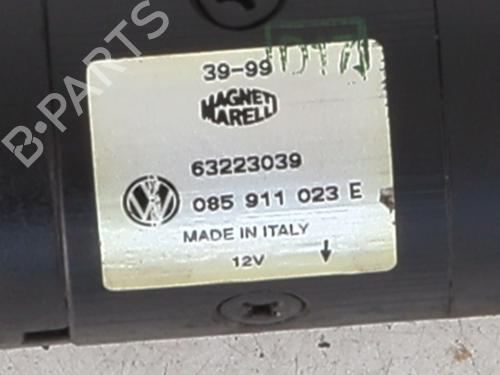 39-99
MAGNETI
MARELLI
63223039
085 911 023 E
MADE IN ITALY
12V
B-PARTS